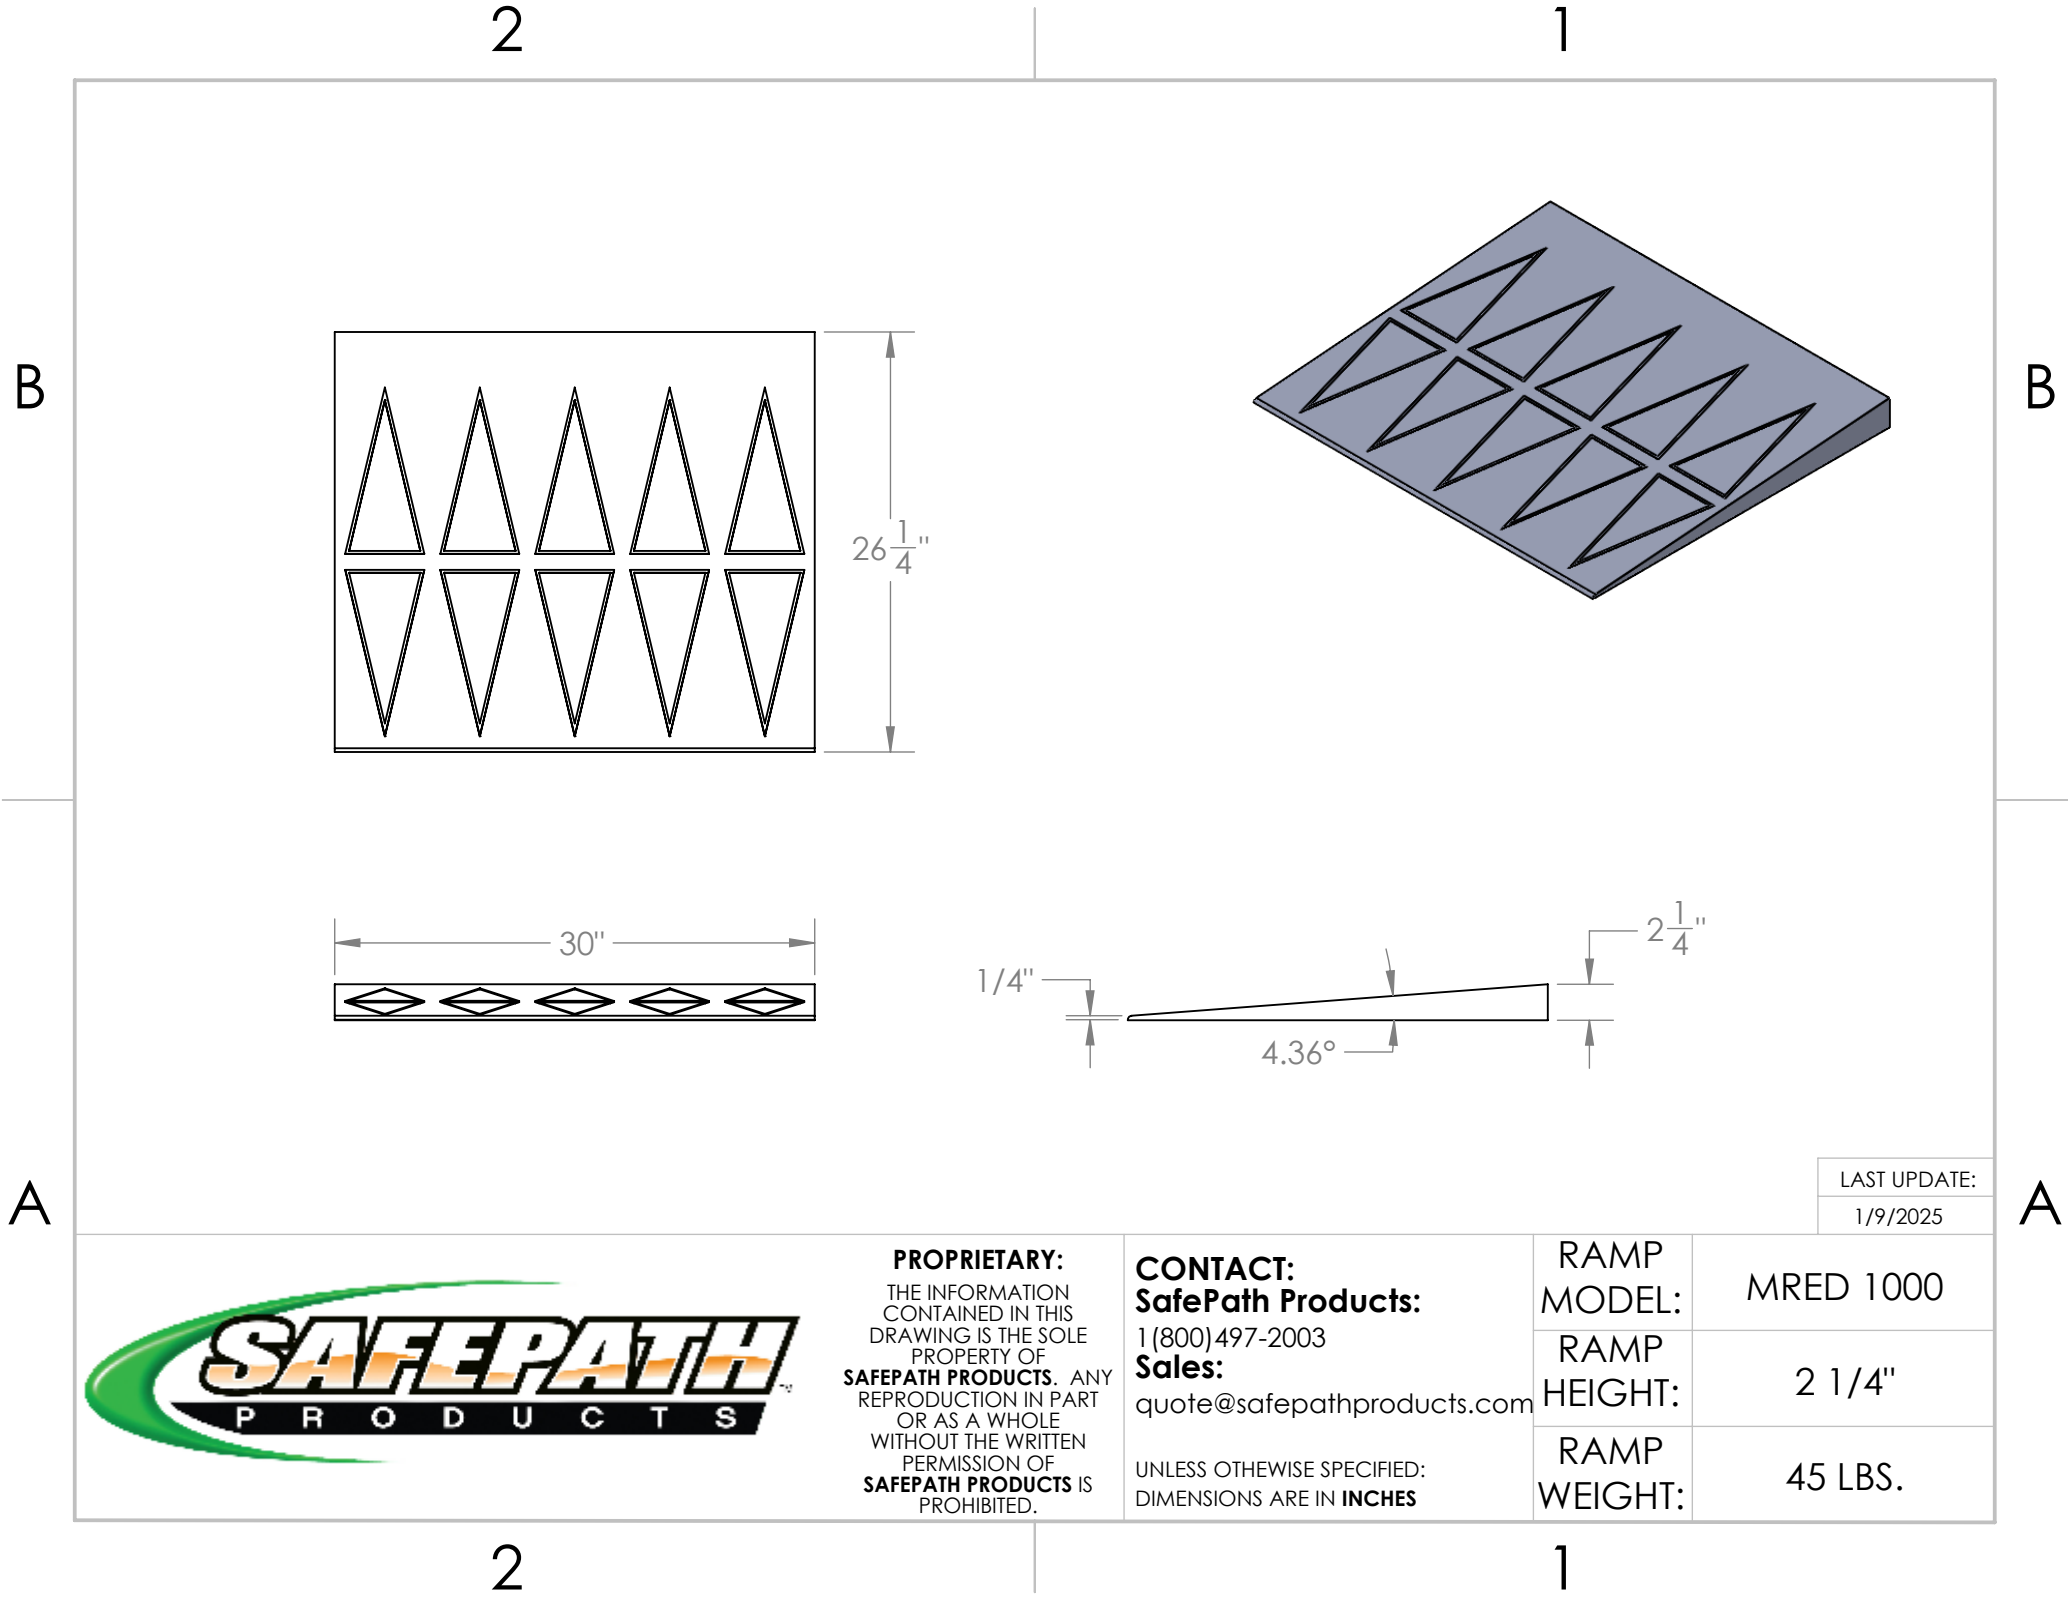 2 1
B B
26 1/4"
30"
2 1/4"
1/4"
4.36°
LAST UPDATE:
1/9/2025
A A
SAFEPATH
PRODUCTS
PROPRIETARY:
THE INFORMATION
CONTAINED IN THIS
DRAWING IS THE SOLE
PROPERTY OF
SAFEPATH PRODUCTS. ANY
REPRODUCTION IN PART
OR AS A WHOLE
WITHOUT THE WRITTEN
PERMISSION OF
SAFEPATH PRODUCTS IS
PROHIBITED.
CONTACT:
SafePath Products:
1(800)497-2003
Sales:
quote@safepathproducts.com
UNLESS OTHEWISE SPECIFIED:
DIMENSIONS ARE IN INCHES
RAMP
MODEL:
MRED 1000
RAMP
HEIGHT:
2 1/4"
RAMP
WEIGHT:
45 LBS.
2 1